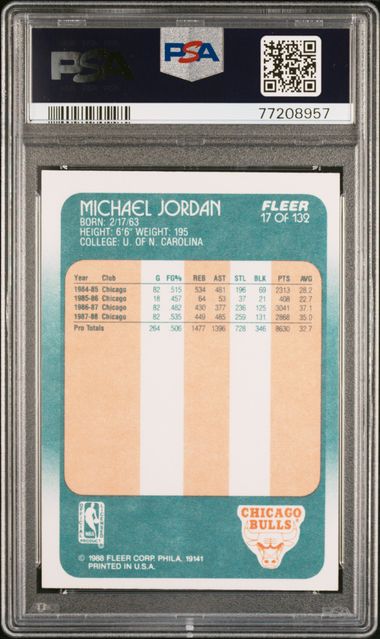 PSA
PSA
77208957
MICHAEL JORDAN
FLEER
17 OF 132
BORN: 2/17/63
HEIGHT: 6'6" WEIGHT: 195
COLLEGE: U. OF N. CAROLINA
Year Club G FG% REB AST STL BLK PTS AVG
1984-85 Chicago 82 .515 534 481 196 69 2313 28.2
1985-86 Chicago 18 .457 64 53 37 21 408 22.7
1986-87 Chicago 82 .482 430 377 236 125 3041 37.1
1987-88 Chicago 82 .535 449 485 259 131 2868 35.0
Pro Totals 264 .506 1477 1396 728 346 8630 32.7
OFFICIAL
NBA
LICENSED
PRODUCT
CHICAGO
BULLS
© 1988 FLEER CORP. PHILA. 19141
PRINTED IN U.S.A.